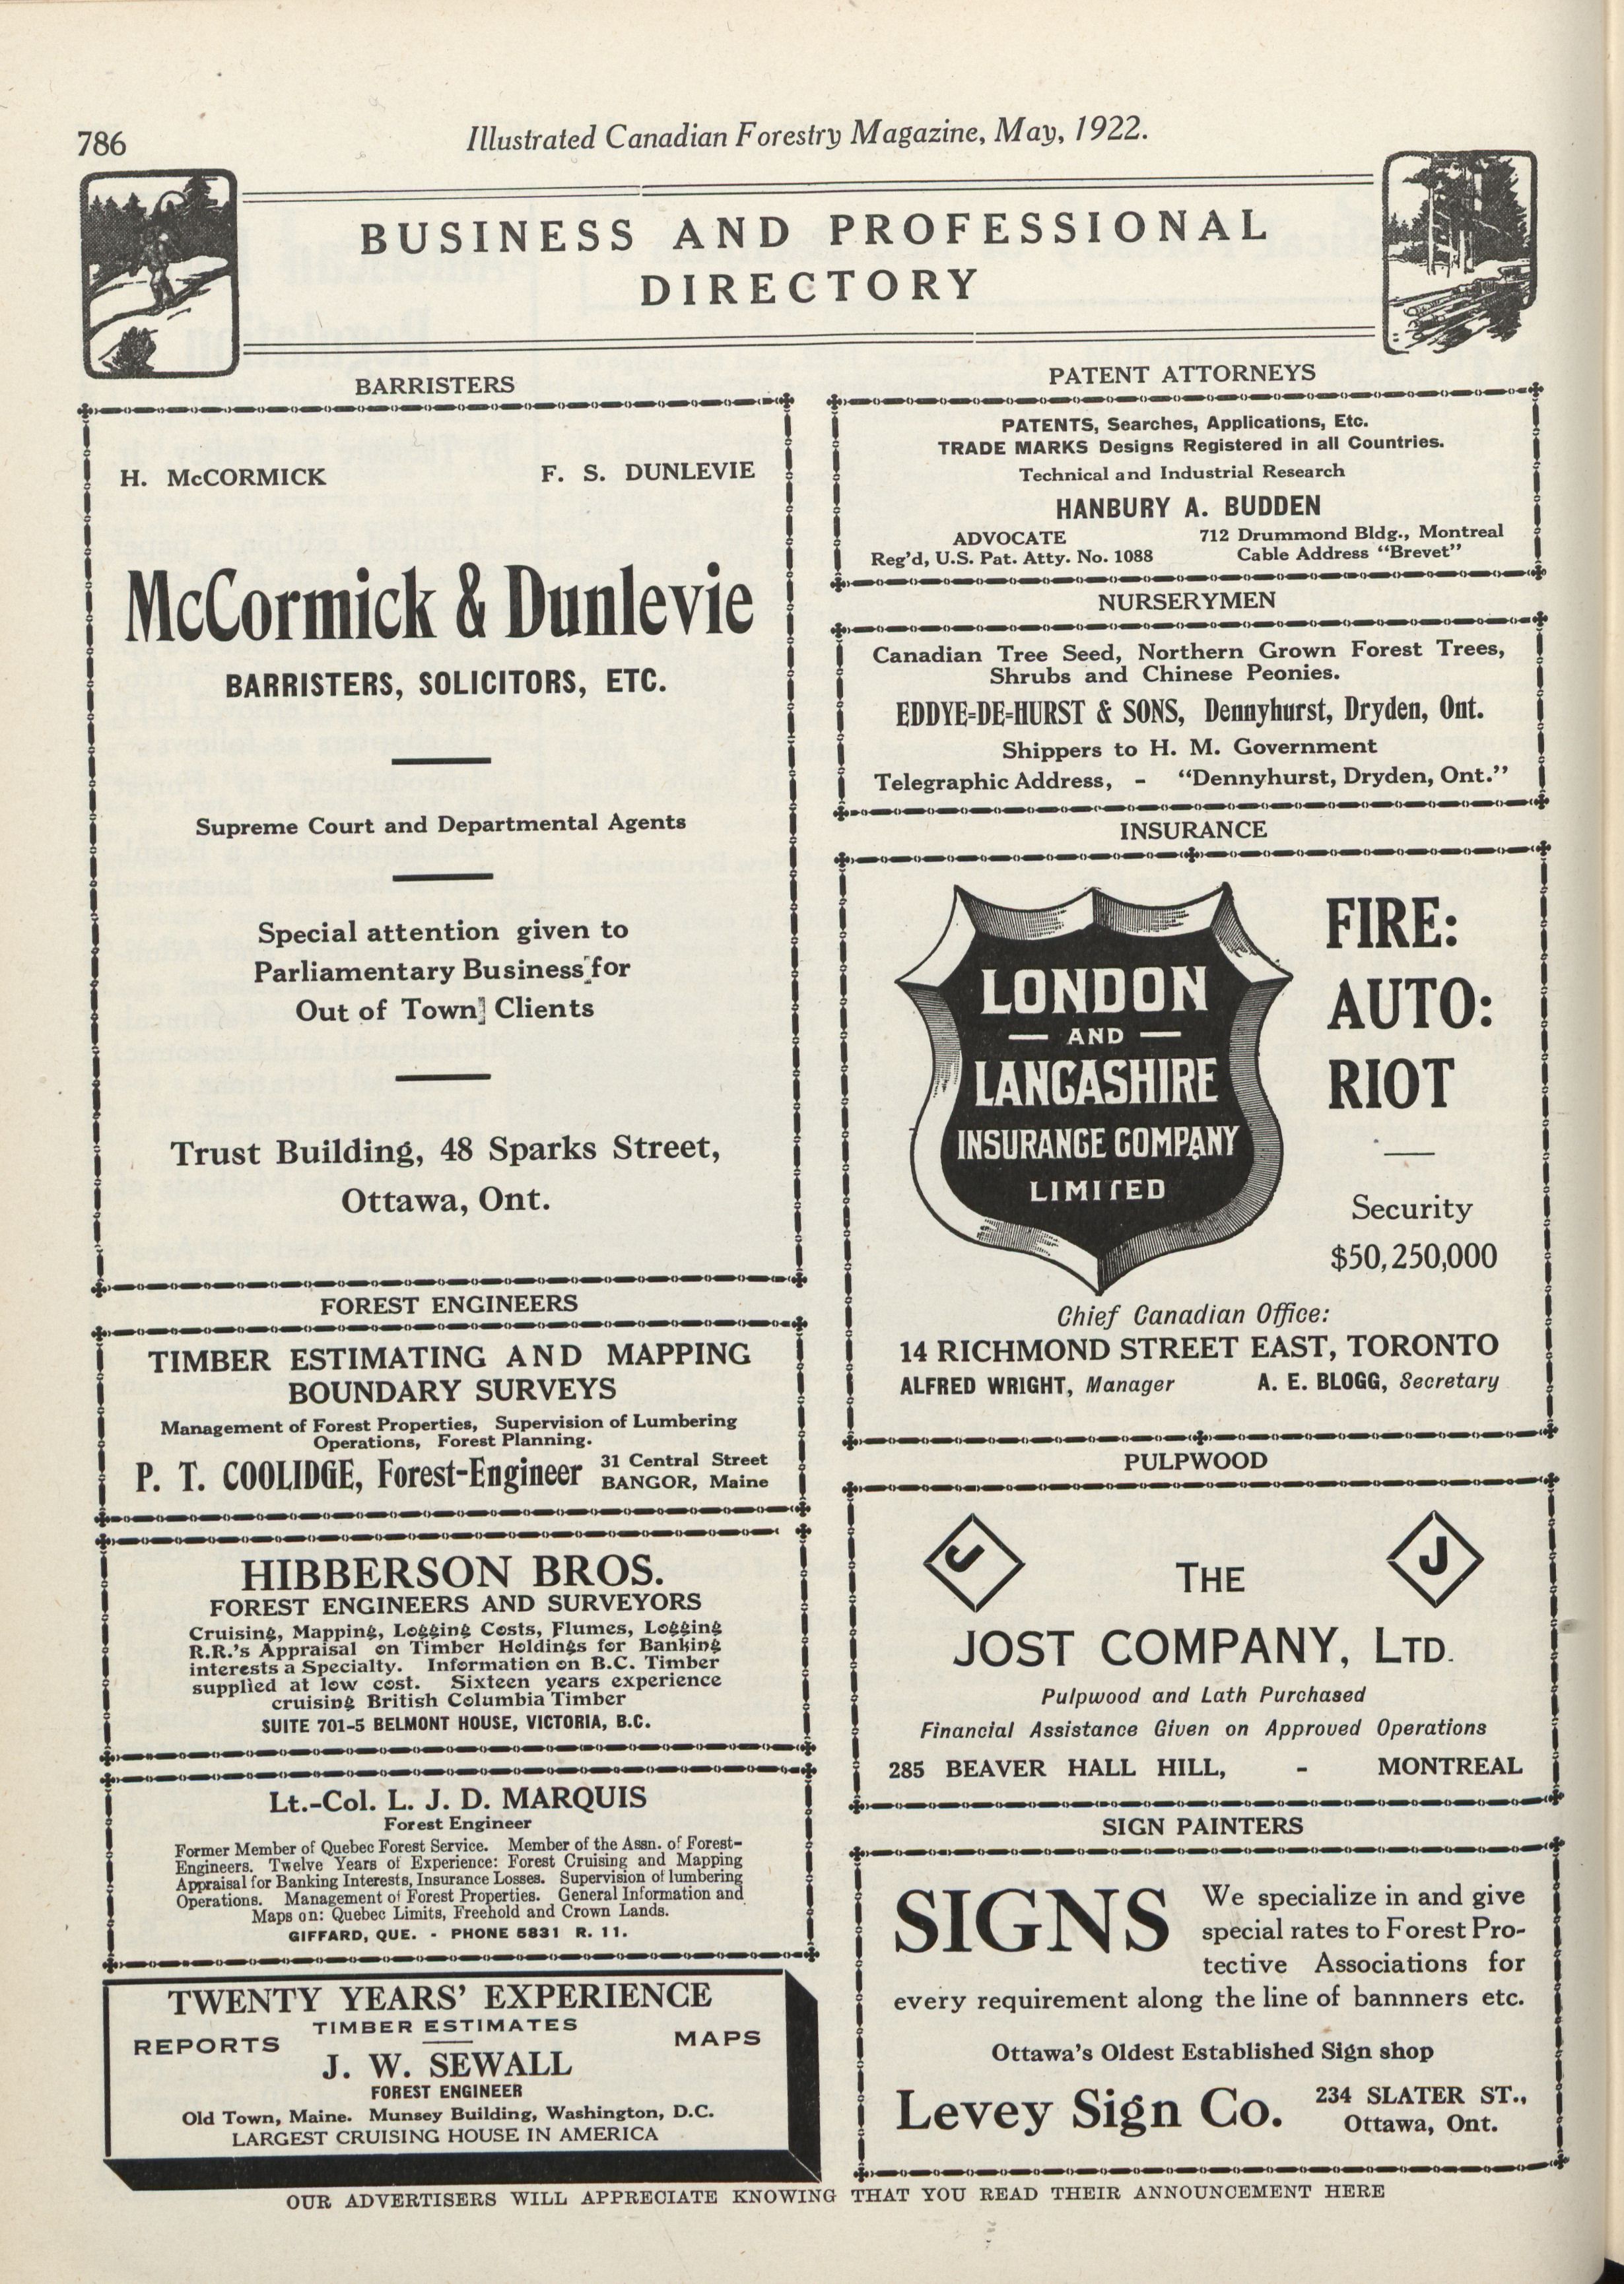 786
Illustrated Canadian Forestry Magazine, May, 1922.
BUSINESS AND PROFESSIONAL
DIRECTORY
BARRISTERS
H. McCORMICK F. S. DUNLEVIE
McCormick & Dunlevie
BARRISTERS, SOLICITORS, ETC.
Supreme Court and Departmental Agents
Special attention given to
Parliamentary Business for
Out of Town Clients
Trust Building, 48 Sparks Street,
Ottawa, Ont.
FOREST ENGINEERS
TIMBER ESTIMATING AND MAPPING
BOUNDARY SURVEYS
Management of Forest Properties, Supervision of Lumbering
Operations, Forest Planning.
P. T. COOLIDGE, Forest-Engineer 31 Central Street
BANGOR, Maine
HIBBERSON BROS.
FOREST ENGINEERS AND SURVEYORS
Cruising, Mapping, Logging Costs, Flumes, Logging
R.R.'s Appraisal on Timber Holdings for Banking
interests a Specialty. Information on B.C. Timber
supplied at low cost. Sixteen years experience
cruising British Columbia Timber
SUITE 701-5 BELMONT HOUSE, VICTORIA, B.C.
Lt.-Col. L. J. D. MARQUIS
Forest Engineer
Former Member of Quebec Forest Service. Member of the Assn. of Forest-
Engineers. Twelve Years of Experience: Forest Cruising and Mapping
Appraisal for Banking Interests, Insurance Losses. Supervision of lumbering
Operations. Management of Forest Properties. General Information and
Maps on: Quebec Limits, Freehold and Crown Lands.
GIFFARD, QUE. - PHONE 5831 R. 11.
TWENTY YEARS' EXPERIENCE
TIMBER ESTIMATES
REPORTS MAPS
J. W. SEWALL
FOREST ENGINEER
Old Town, Maine. Munsey Building, Washington, D.C.
LARGEST CRUISING HOUSE IN AMERICA
PATENT ATTORNEYS
PATENTS, Searches, Applications, Etc.
TRADE MARKS Designs Registered in all Countries.
Technical and Industrial Research
HANBURY A. BUDDEN
ADVOCATE 712 Drummond Bldg., Montreal
Reg'd, U.S. Pat. Atty. No. 1088 Cable Address "Brevet"
NURSERYMEN
Canadian Tree Seed, Northern Grown Forest Trees,
Shrubs and Chinese Peonies.
EDDYE-DE-HURST & SONS, Dennyhurst, Dryden, Ont.
Shippers to H. M. Government
Telegraphic Address, - "Dennyhurst, Dryden, Ont."
INSURANCE
LONDON
AND
LANCASHIRE
INSURANCE COMPANY
LIMITED
FIRE:
AUTO:
RIOT
Security
$50,250,000
Chief Canadian Office:
14 RICHMOND STREET EAST, TORONTO
ALFRED WRIGHT, Manager A. E. BLOGG, Secretary
PULPWOOD
J J
THE
JOST COMPANY, LTD.
Pulpwood and Lath Purchased
Financial Assistance Given on Approved Operations
285 BEAVER HALL HILL, - MONTREAL
SIGN PAINTERS
SIGNS We specialize in and give
special rates to Forest Pro-
tective Associations for
every requirement along the line of bannners etc.
Ottawa's Oldest Established Sign shop
Levey Sign Co. 234 SLATER ST.,
Ottawa, Ont.
OUR ADVERTISERS WILL APPRECIATE KNOWING THAT YOU READ THEIR ANNOUNCEMENT HERE